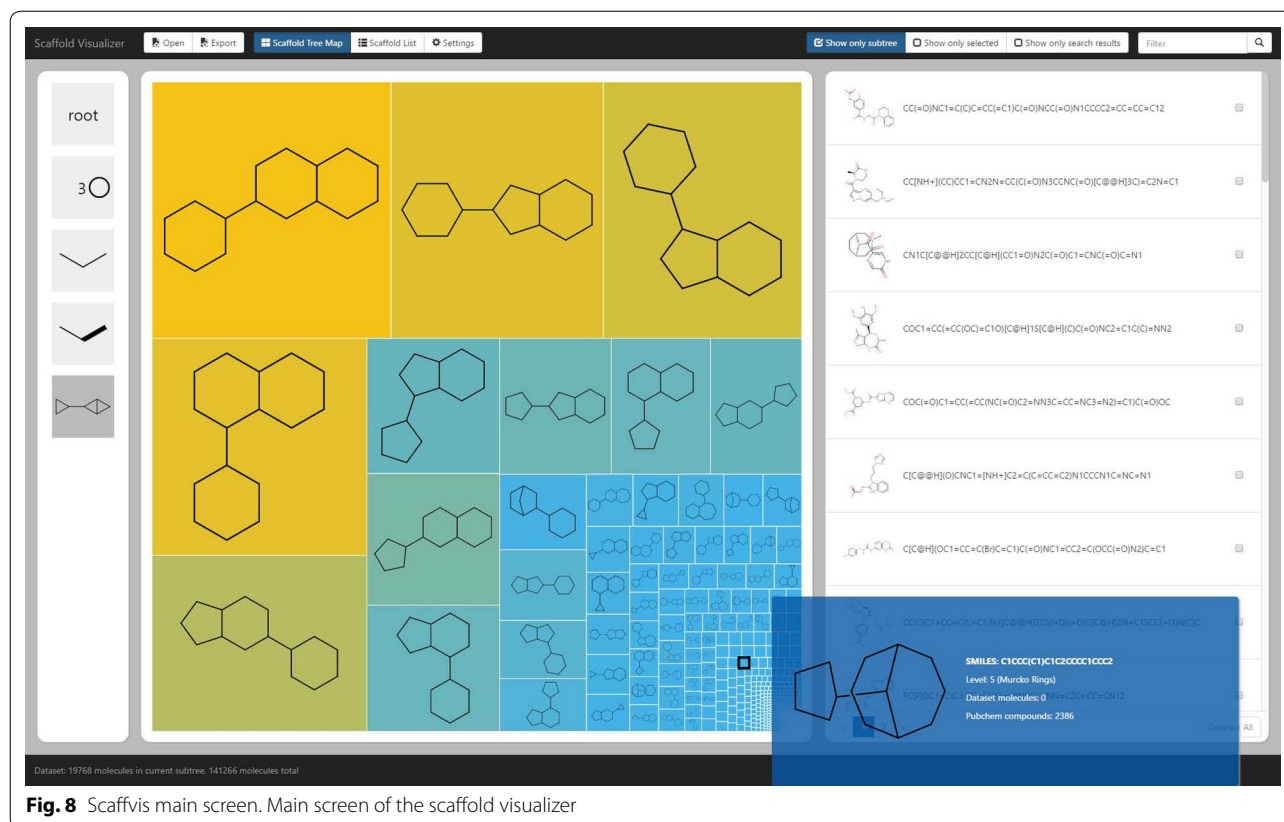 Scaffold Visualizer
Open
Export
Scaffold Tree Map
Scaffold List
Settings
Show only subtree
Show only selected
Show only search results
Filter
root
3
CC(=O)NC1=C(C)C=CC(=C1)C(=O)NCC(=O)N1CCCC2=CC=CC=C12
CC[NH+](CC)CC1=CN2N=CC(C(=O)N3CCNC(=O)[C@@H]3C)=C2N=C1
CN1C[C@@H]2CC[C@H](CC1=O)N2C(=O)C1=CNC(=O)C=N1
COC1=CC(=CC(OC)=C1O)[C@H]1S[C@H](C)C(=O)NC2=C1C(C)=NN2
COC(=O)C1=CC(=CC(NC(=O)C2=NN3C=CC=NC3=N2)=C1)C(=O)OC
C[C@@H](O)CNC1=[NH+]C2=C(C=CC=C2)N1CCCN1C=NC=N1
C[C@H](OC1=CC=C(Br)C=C1)C(=O)NC1=CC2=C(OCC(=O)N2)C=C1
SMILES: C1CCC(C1)C1C2CCCC1CCC2
Level: 5 (Murcko Rings)
Dataset molecules: 0
Pubchem compounds: 2386
All
Dataset: 19768 molecules in current subtree, 141266 molecules total
Fig. 8 Scaffvis main screen. Main screen of the scaffold visualizer